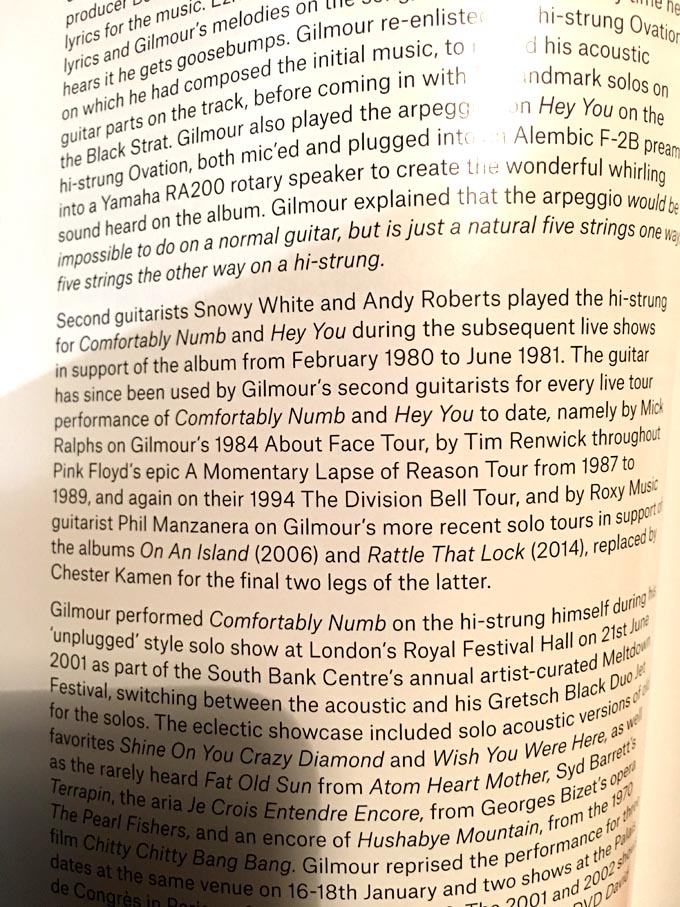 producer
lyrics for the music.
lyrics and Gilmour's melodies on the
hears it he gets goosebumps. Gilmour re-enlisted hi-strung Ovation
on which he had composed the initial music, to his acoustic
guitar parts on the track, before coming in with landmark solos on
the Black Strat. Gilmour also played the arpeggio on Hey You on the
hi-strung Ovation, both mic'ed and plugged into an Alembic F-2B pream
into a Yamaha RA200 rotary speaker to create the wonderful whirling
sound heard on the album. Gilmour explained that the arpeggio would be
impossible to do on a normal guitar, but is just a natural five strings one way
five strings the other way on a hi-strung.
Second guitarists Snowy White and Andy Roberts played the hi-strung
for Comfortably Numb and Hey You during the subsequent live shows
in support of the album from February 1980 to June 1981. The guitar
has since been used by Gilmour's second guitarists for every live tour
performance of Comfortably Numb and Hey You to date, namely by Mick
Ralphs on Gilmour's 1984 About Face Tour, by Tim Renwick throughout
Pink Floyd's epic A Momentary Lapse of Reason Tour from 1987 to
1989, and again on their 1994 The Division Bell Tour, and by Roxy Music
guitarist Phil Manzanera on Gilmour's more recent solo tours in support of
the albums On An Island (2006) and Rattle That Lock (2014), replaced by
Chester Kamen for the final two legs of the latter.
Gilmour performed Comfortably Numb on the hi-strung himself during his
'unplugged' style solo show at London's Royal Festival Hall on 21st June
2001 as part of the South Bank Centre's annual artist-curated Meltdown
Festival, switching between the acoustic and his Gretsch Black Duo Jet
for the solos. The eclectic showcase included solo acoustic versions of old
favorites Shine On You Crazy Diamond and Wish You Were Here, as well
as the rarely heard Fat Old Sun from Atom Heart Mother, Syd Barrett's
Terrapin, the aria Je Crois Entendre Encore, from Georges Bizet's opera
The Pearl Fishers, and an encore of Hushabye Mountain, from the 1970
film Chitty Chitty Bang Bang. Gilmour reprised the performance for three
dates at the same venue on 16-18th January and two shows at the Palais
de Congrès in The 2001 and 2002
DVD David